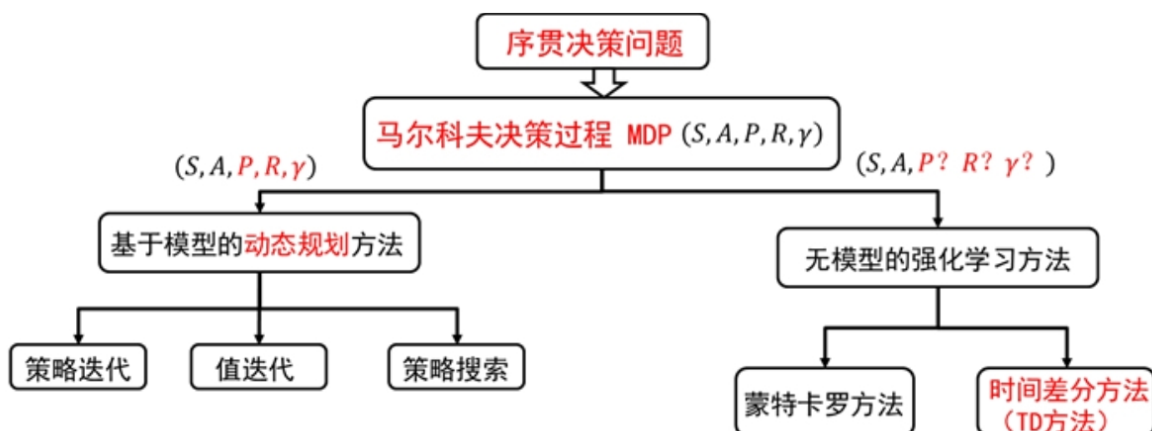 序贯决策问题
马尔科夫决策过程 MDP (S,A,P,R,γ)
(S,A,P,R,γ)
(S,A,P? R? γ? )
基于模型的动态规划方法
无模型的强化学习方法
策略迭代
值迭代
策略搜索
蒙特卡罗方法
时间差分方法
（TD方法）